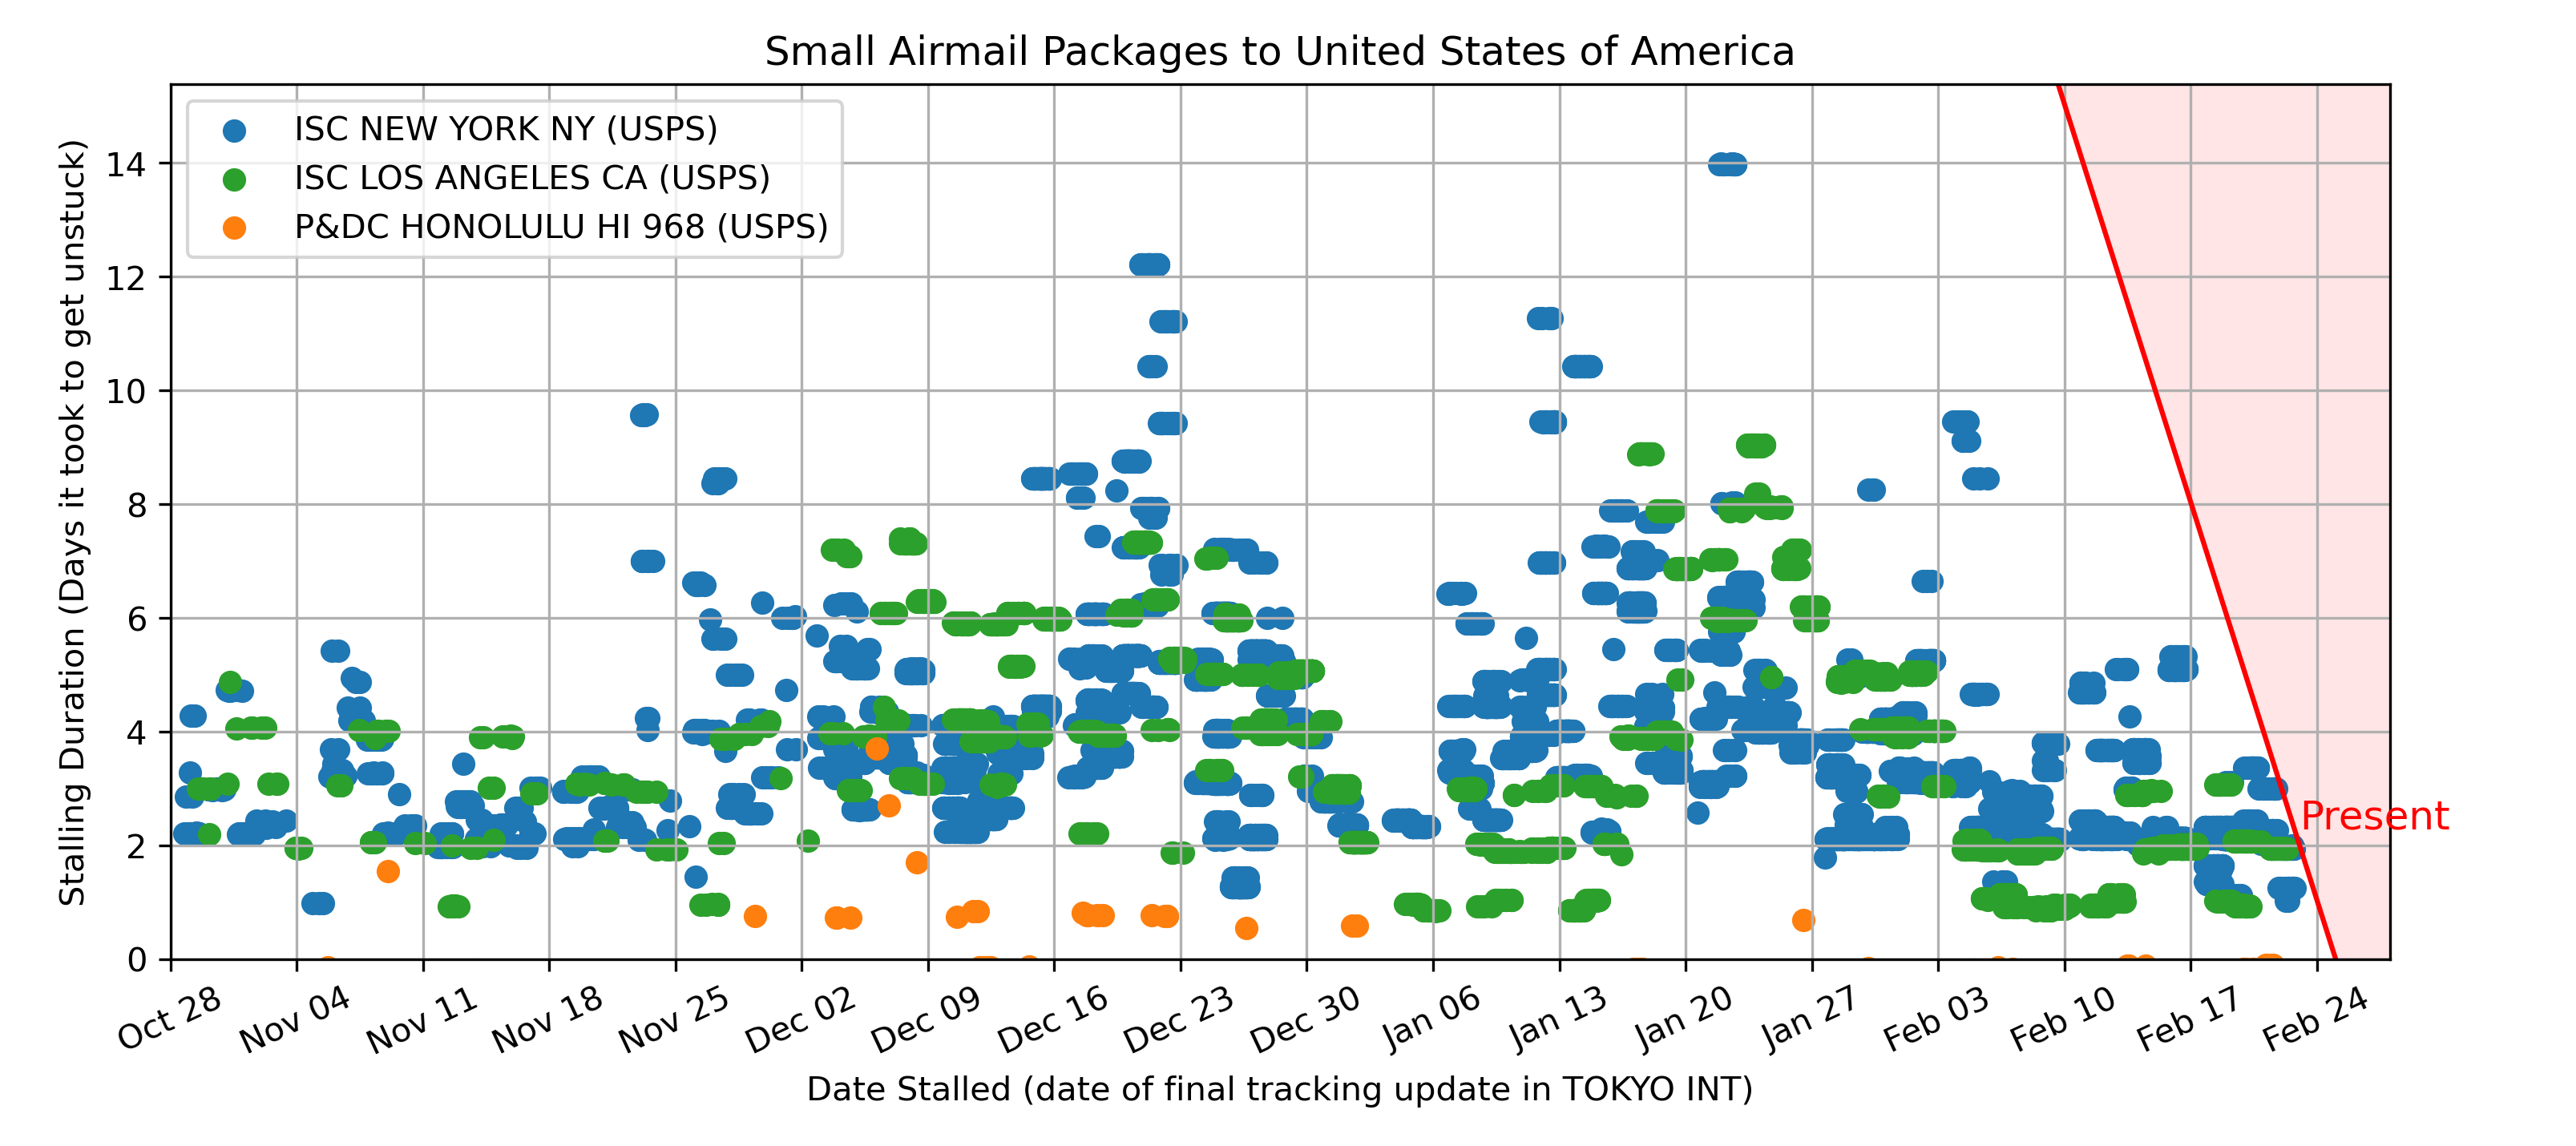 Small Airmail Packages to United States of America
ISC NEW YORK NY (USPS)
ISC LOS ANGELES CA (USPS)
P&DC HONOLULU HI 968 (USPS)
Stalling Duration (Days it took to get unstuck)
14
12
10
8
6
4
2
0
Present
Oct 28
Nov 04
Nov 11
Nov 18
Nov 25
Dec 02
Dec 09
Dec 16
Dec 23
Dec 30
Jan 06
Jan 13
Jan 20
Jan 27
Feb 03
Feb 10
Feb 17
Feb 24
Date Stalled (date of final tracking update in TOKYO INT)